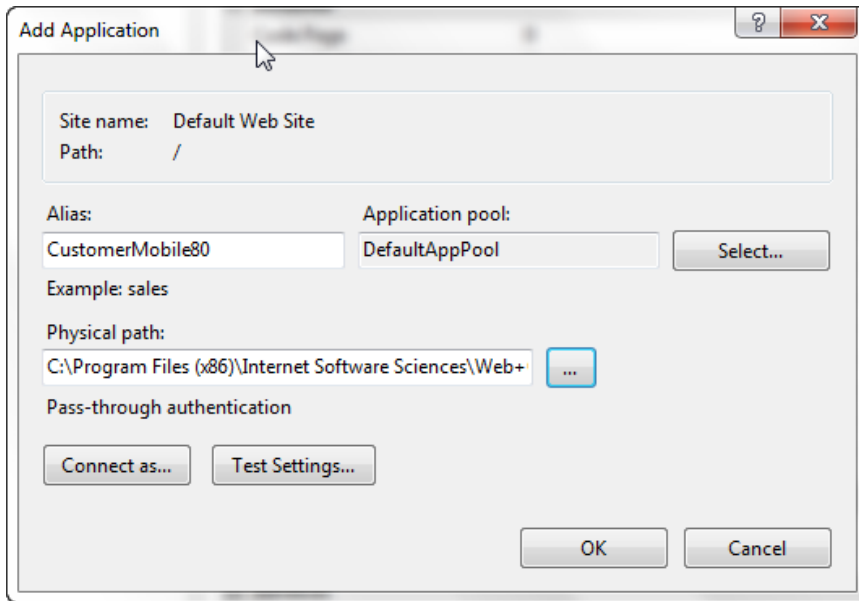 Add Application
Site name: Default Web Site
Path: /
Alias: Application pool:
CustomerMobile80 DefaultAppPool Select...
Example: sales
Physical path:
C:\Program Files (x86)\Internet Software Sciences\Web+ ...
Pass-through authentication
Connect as... Test Settings...
OK Cancel